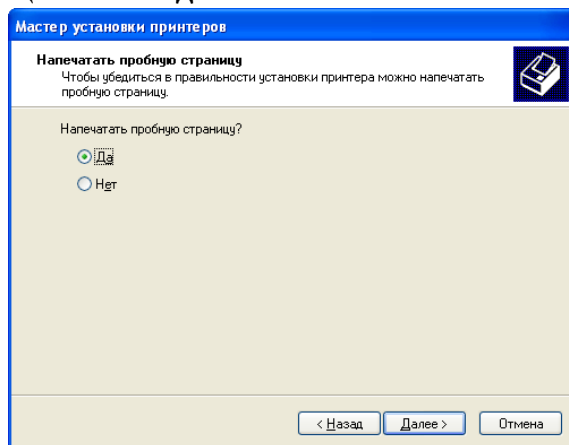 Мастер установки принтеров
Напечатать пробную страницу
Чтобы убедиться в правильности установки принтера можно напечатать
пробную страницу.
Напечатать пробную страницу?
Да
Нет
< Назад Далее > Отмена